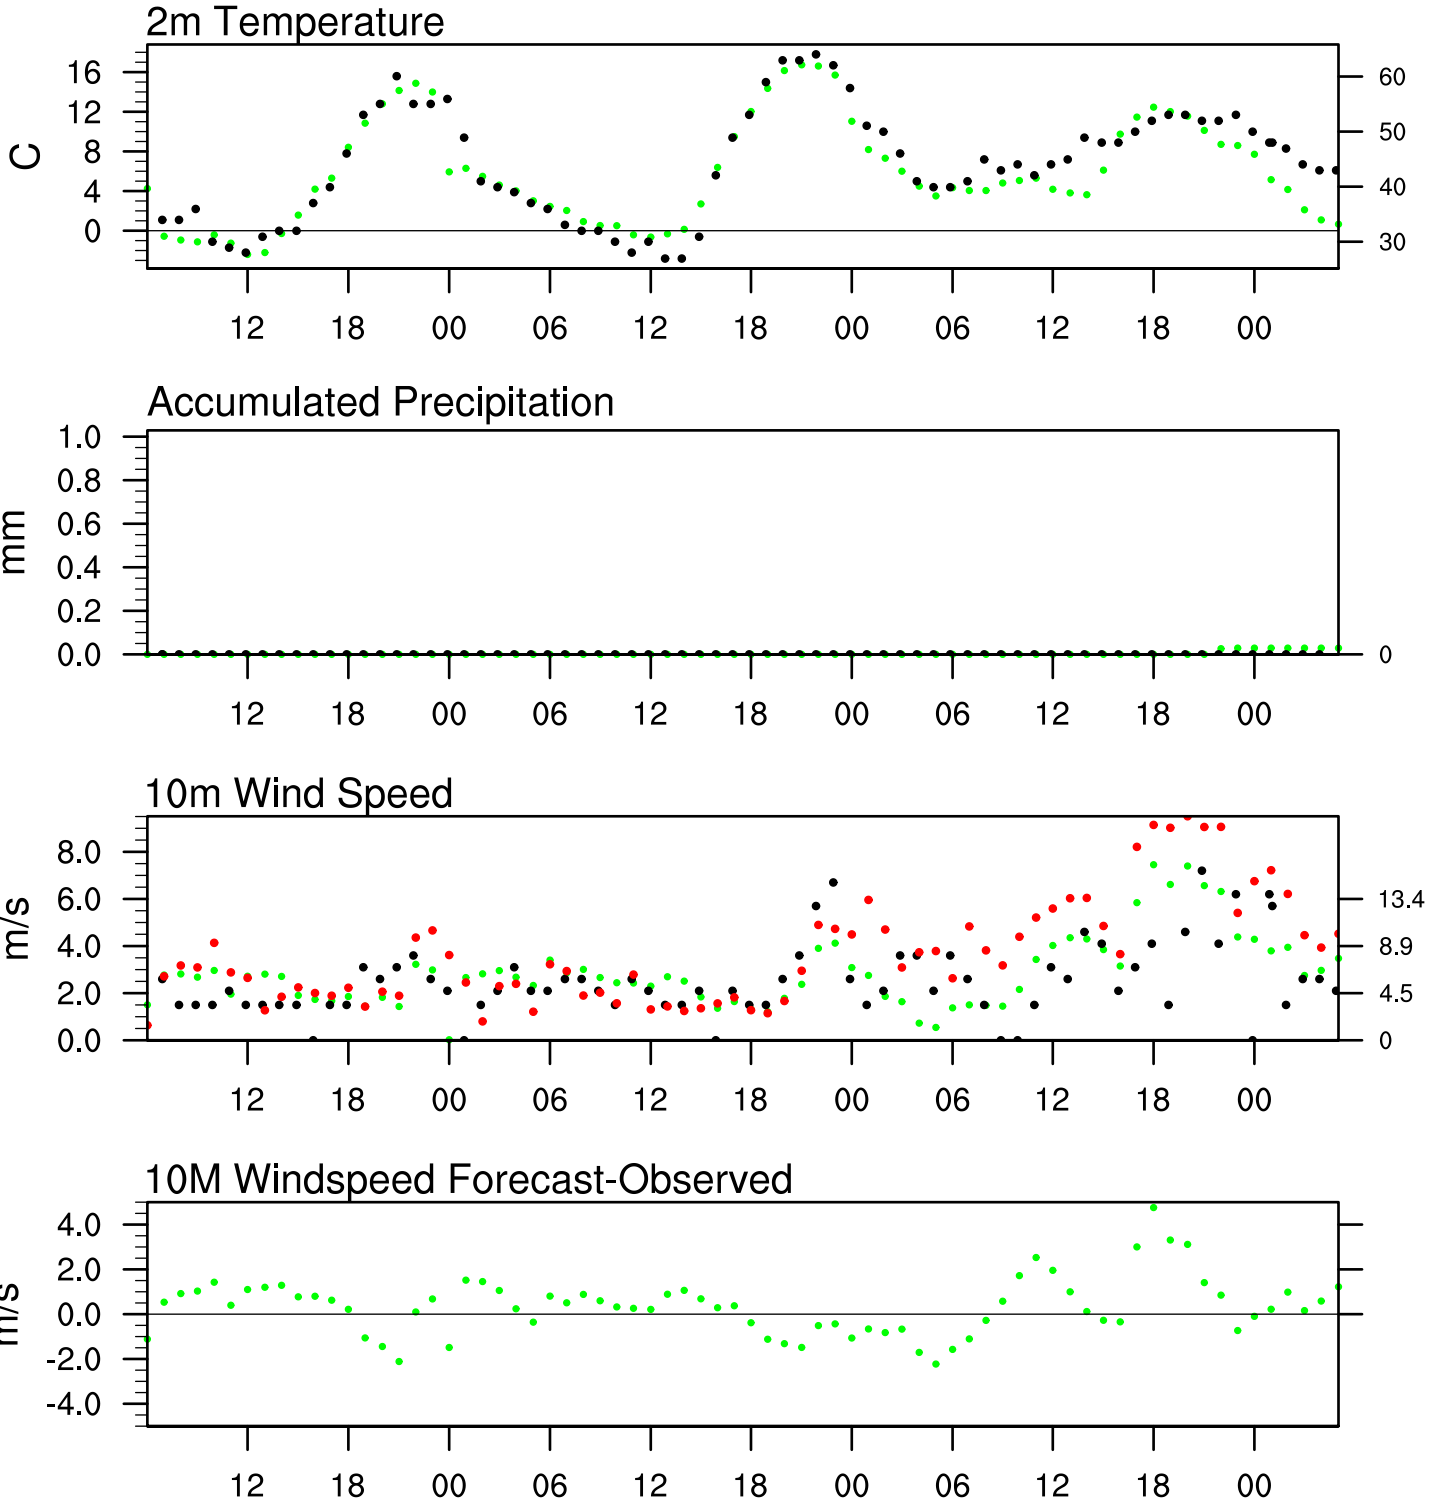 2m Temperature
C
16
12
8
4
0
60
50
40
30
12 18 00 06 12 18 00 06 12 18 00
Accumulated Precipitation
mm
1.0
0.8
0.6
0.4
0.2
0.0
0
12 18 00 06 12 18 00 06 12 18 00
10m Wind Speed
m/s
8.0
6.0
4.0
2.0
0.0
13.4
8.9
4.5
0
12 18 00 06 12 18 00 06 12 18 00
10M Windspeed Forecast-Observed
m/s
4.0
2.0
0.0
-2.0
-4.0
12 18 00 06 12 18 00 06 12 18 00